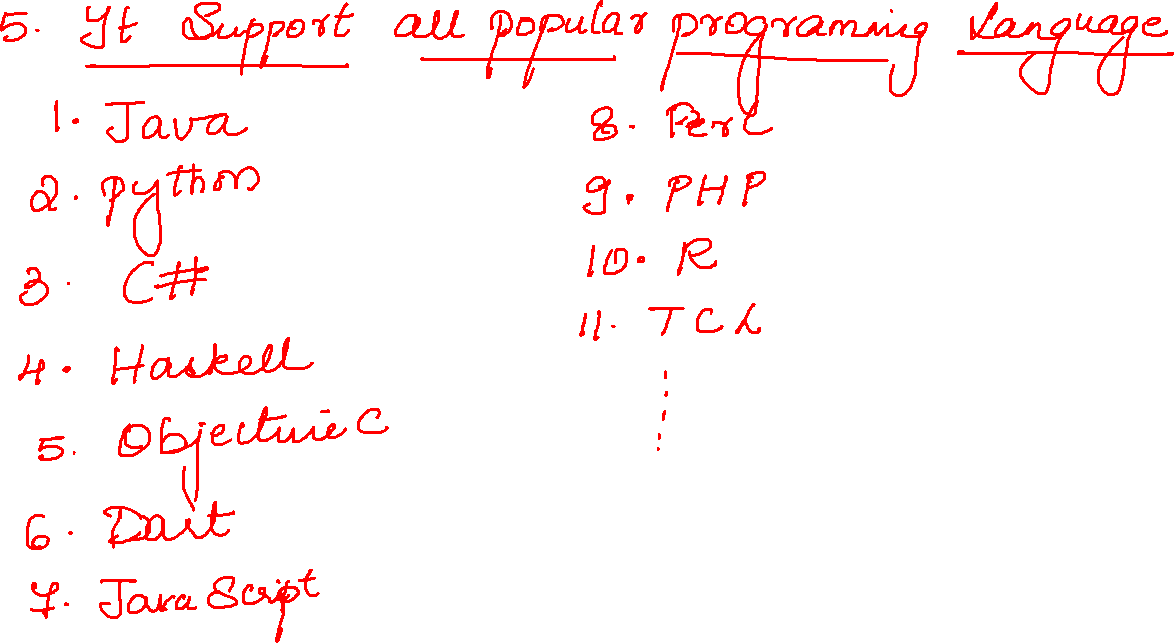 5. It Support all popular programing Language
1. Java
2. python
3. C#
4. Haskell
5. Objective C
6. Dart
7. JavaScript
8. Perl
9. PHP
10. R
11. TCL